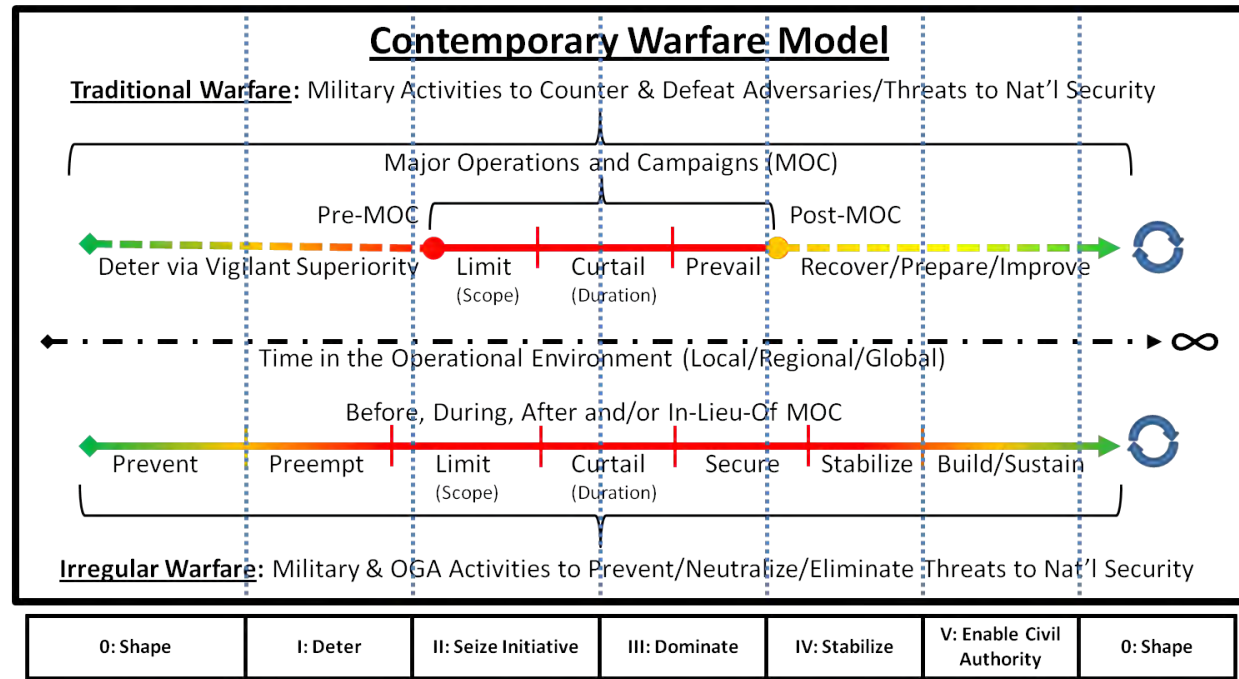 Contemporary Warfare Model
Traditional Warfare: Military Activities to Counter & Defeat Adversaries/Threats to Nat'l Security
Major Operations and Campaigns (MOC)
Pre-MOC
Post-MOC
Deter via Vigilant Superiority
Limit
(Scope)
Curtail
(Duration)
Prevail
Recover/Prepare/Improve
Time in the Operational Environment (Local/Regional/Global)
∞
Before, During, After and/or In-Lieu-Of MOC
Prevent
Preempt
Limit
(Scope)
Curtail
(Duration)
Secure
Stabilize
Build/Sustain
Irregular Warfare: Military & OGA Activities to Prevent/Neutralize/Eliminate Threats to Nat'l Security
0: Shape
I: Deter
II: Seize Initiative
III: Dominate
IV: Stabilize
V: Enable Civil
Authority
0: Shape